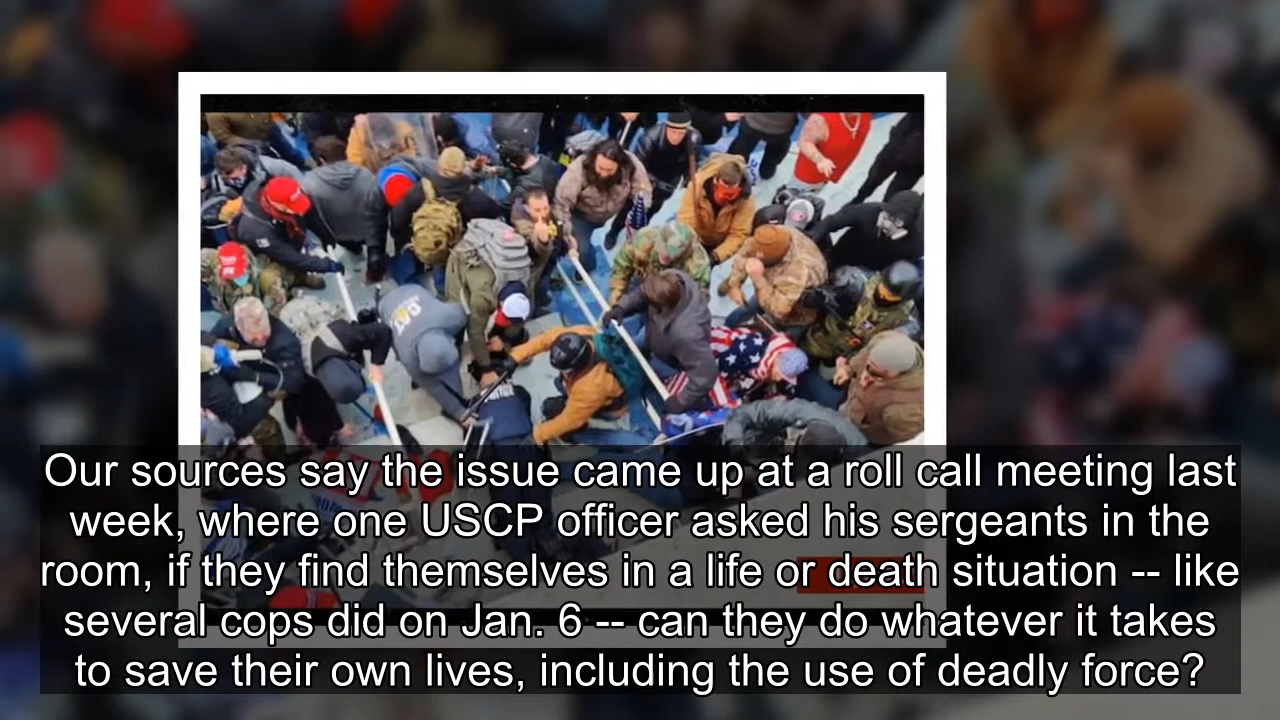 Our sources say the issue came up at a roll call meeting last
week, where one USCP officer asked his sergeants in the
room, if they find themselves in a life or death situation -- like
several cops did on Jan. 6 -- can they do whatever it takes
to save their own lives, including the use of deadly force?